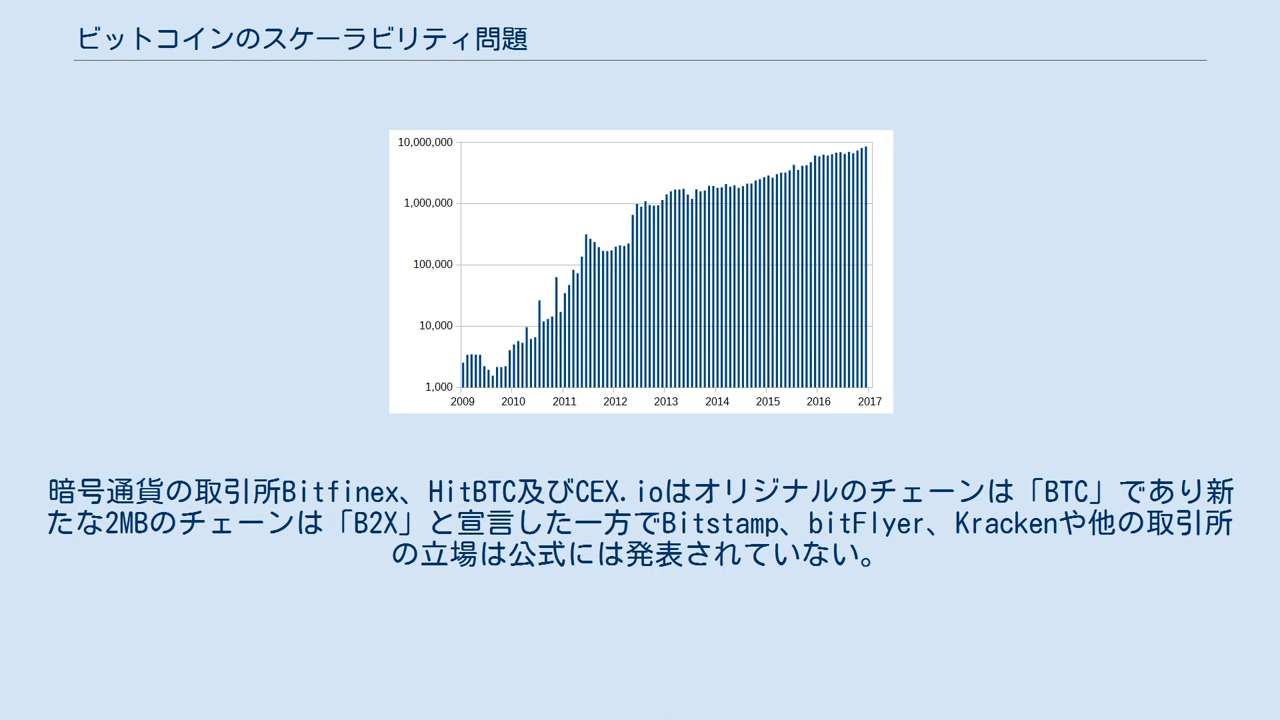 ビットコインのスケーラビリティ問題
10,000,000
1,000,000
100,000
10,000
1,000
2009 2010 2011 2012 2013 2014 2015 2016 2017
暗号通貨の取引所Bitfinex、HitBTC及びCEX.ioはオリジナルのチェーンは「BTC」であり新
たな2MBのチェーンは「B2X」と宣言した一方でBitstamp、bitFlyer、Krackenや他の取引所
の立場は公式には発表されていない。